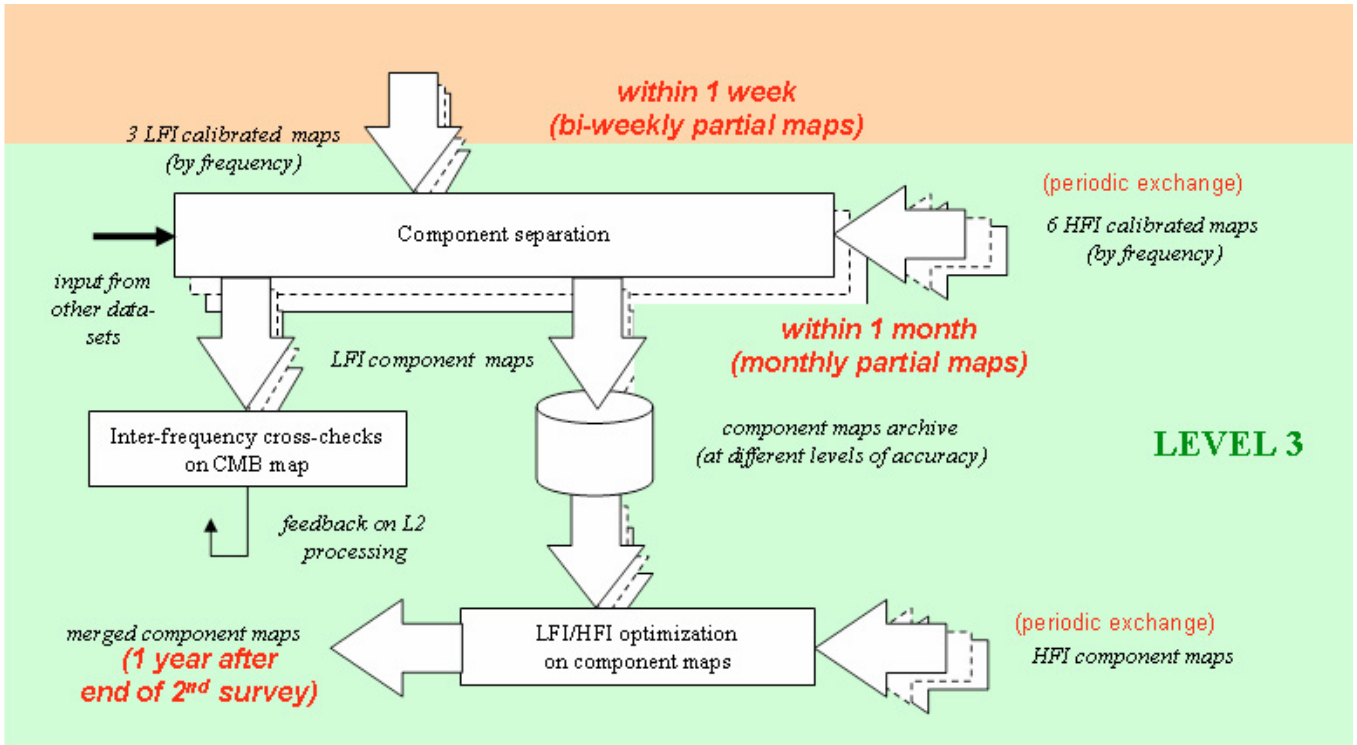 within 1 week
(bi-weekly partial maps)
3 LFI calibrated maps
(by frequency)
(periodic exchange)
6 HFI calibrated maps
(by frequency)
Component separation
input from
other data-
sets
within 1 month
(monthly partial maps)
LFI component maps
Inter-frequency cross-checks
on CMB map
component maps archive
(at different levels of accuracy)
LEVEL 3
feedback on L2
processing
merged component maps
(1 year after
end of 2nd survey)
LFI/HFI optimization
on component maps
(periodic exchange)
HFI component maps